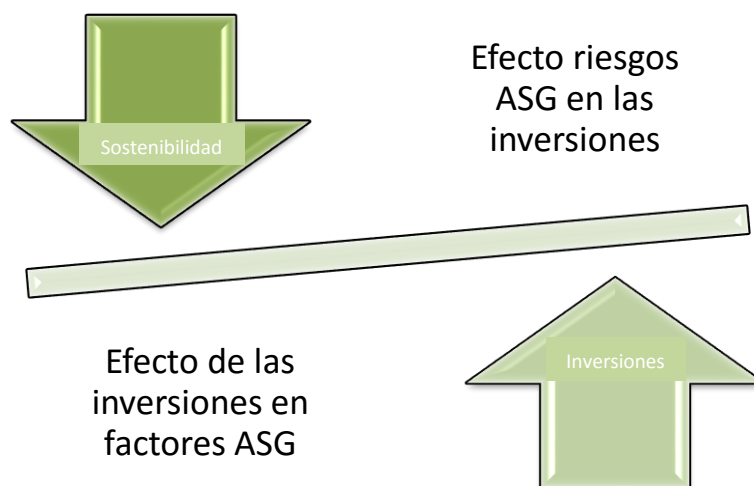 Efecto riesgos
ASG en las
inversiones
Sostenibilidad
Efecto de las
inversiones en
factores ASG
Inversiones